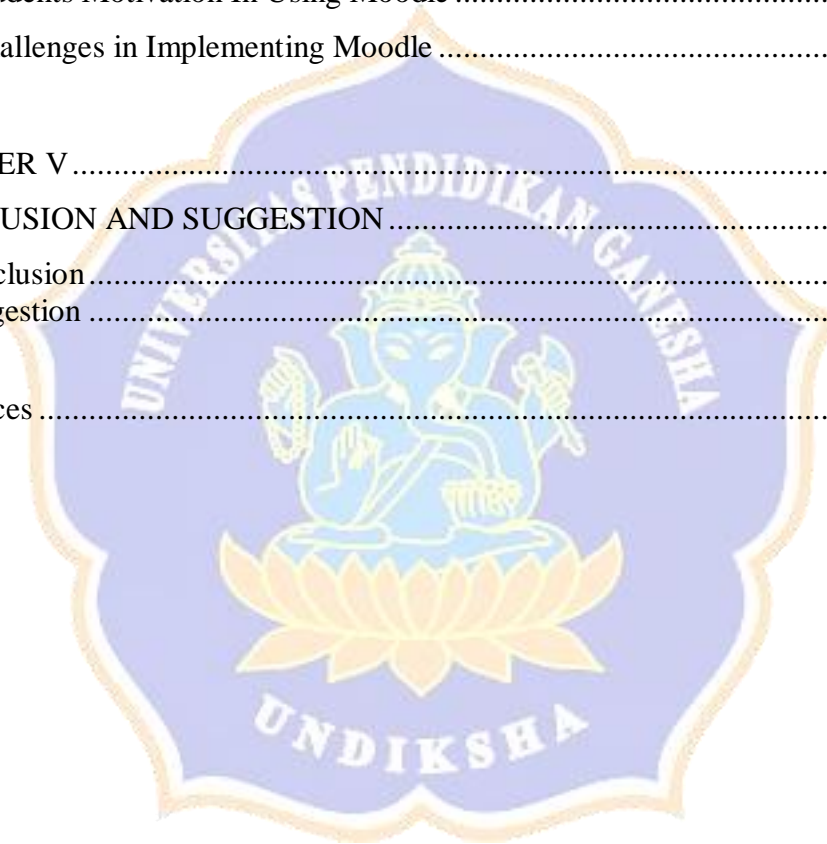 udents Motivation In Using Moodle ..............................................................
allenges in Implementing Moodle .................................................................
ER V ..........................................................................................................................
USION AND SUGGESTION .......................................................................
clusion .......................................................................................................................
gestion .......................................................................................................................
ces ..............................................................................................................................
UNIVERSITAS PENDIDIKAN GANESHA
UNDIKSHA